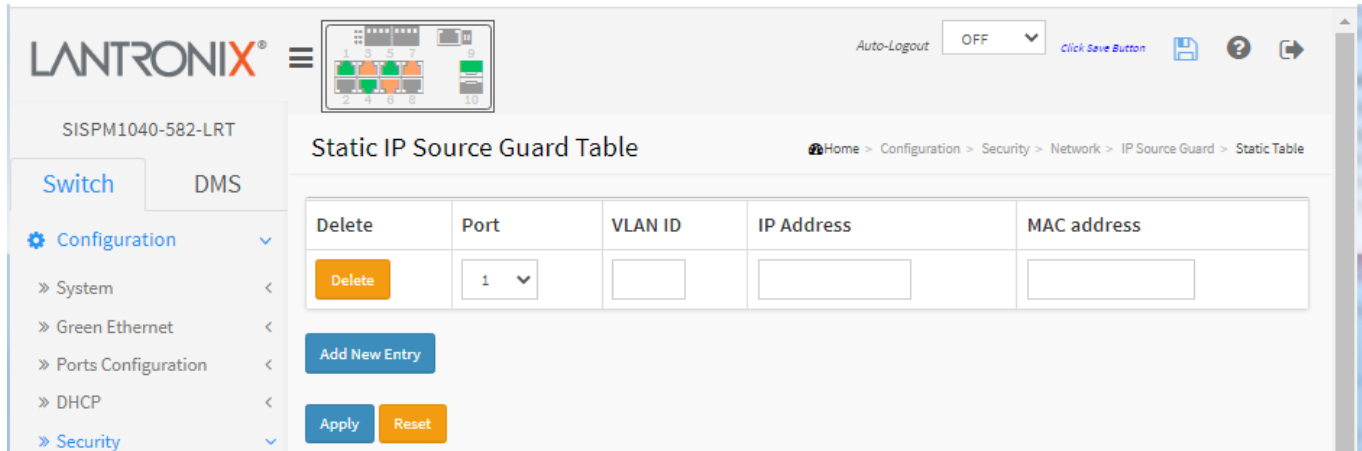 LANTRONIX®
1 3 5 7 9
2 4 6 8 10
Auto-Logout OFF Click Save Button
SISPM1040-582-LRT
Switch DMS
Configuration
» System
» Green Ethernet
» Ports Configuration
» DHCP
» Security
Static IP Source Guard Table
Home > Configuration > Security > Network > IP Source Guard > Static Table
Delete Port VLAN ID IP Address MAC address
Delete 1
Add New Entry
Apply Reset